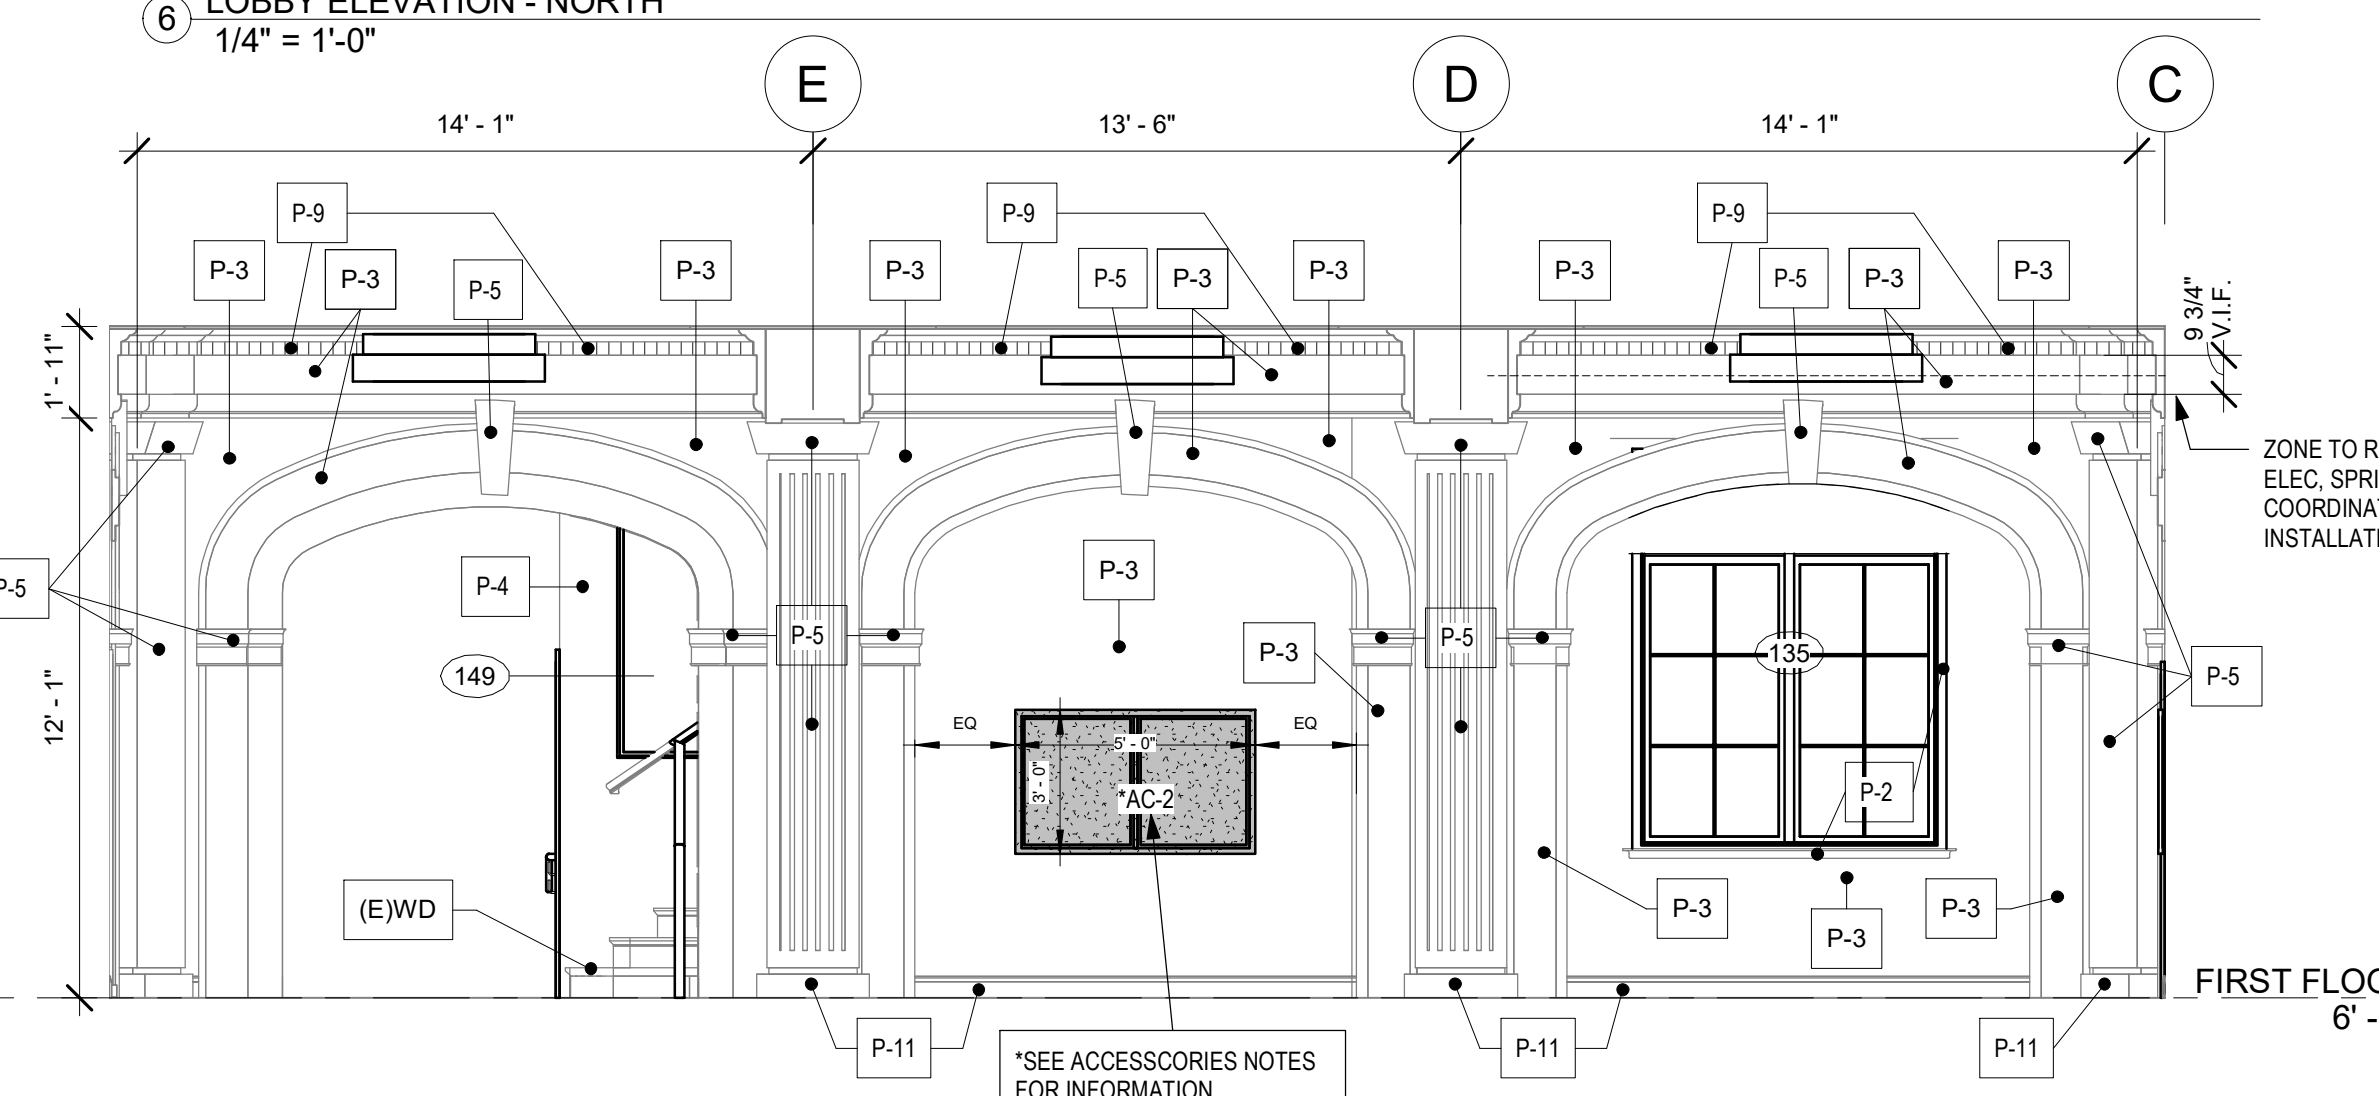 6 LOBBY ELEVATION - NORTH
1/4" = 1'-0"
E
D
C
14' - 1"
13' - 6"
14' - 1"
P-9
P-9
P-9
P-3
P-3
P-5
P-3
P-3
P-5
P-3
P-3
P-3
P-5
P-3
P-3
9 3/4"
V.I.F.
1' - 11"
ZONE TO R
ELEC, SPRI
COORDINAT
INSTALLATI
P-5
P-4
P-3
P-5
P-3
P-5
135
149
P-5
12' - 1"
EQ
5' - 0"
EQ
3' - 0"
*AC-2
P-2
(E)WD
P-3
P-3
P-3
FIRST FLOO
6' -
P-11
P-11
P-11
*SEE ACCESSCORIES NOTES
FOR INFORMATION